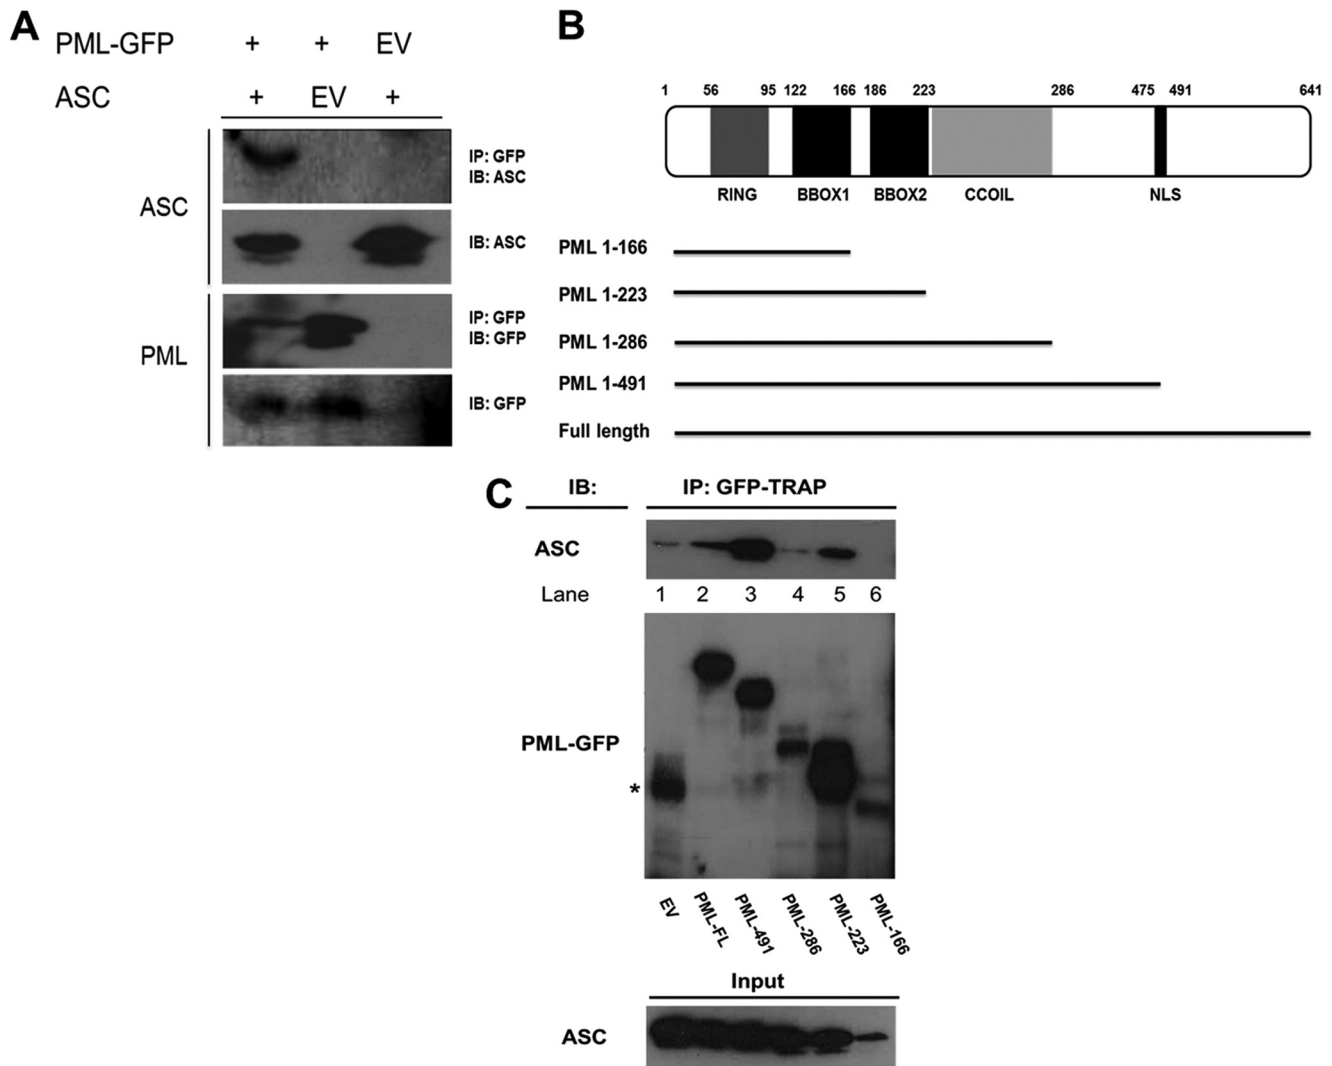 A
PML-GFP + + EV
ASC + EV +
ASC
IP: GFP
IB: ASC
IB: ASC
PML
IP: GFP
IB: GFP
IB: GFP
B
1 56 95 122 166 186 223 286 475 491 641
RING BBOX1 BBOX2 CCOIL NLS
PML 1-166
PML 1-223
PML 1-286
PML 1-491
Full length
C
IB: IP: GFP-TRAP
ASC
Lane 1 2 3 4 5 6
PML-GFP
*
EV PML-FL PML-491 PML-286 PML-223 PML-166
Input
ASC